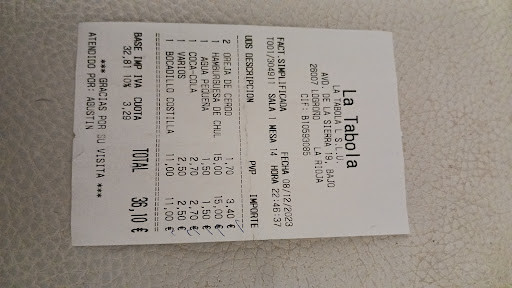 La Tabola
LA TABOLA I S.L.U.
AVD. DE LA SIERRA 19, BAJO
26007 LOGROÑO LA RIOJA
CIF: B10593085
FACT.SIMPLIFICADA FECHA 08/12/2023
T001/304911 SALA 1 MESA 14 HORA 22:46:37
UDS DESCRIPCION PVP IMPORTE
2 OREJA DE CERDO 1,70 3,40 €
1 HAMBURGUESA DE CHUL 15,00 15,00 €
1 AGUA PEQUEÑA 1,50 1,50 €
1 COCA-COLA 2,70 2,70 €
1 VARIOS 2,50 2,50 €
1 BOCADILLO COSTILLA 11,00 11,00 €
BASE IMP IVA CUOTA
32,81 10% 3,29
TOTAL 36,10 €
*** GRACIAS POR SU VISITA ***
ATENDIDO POR: AGUSTIN